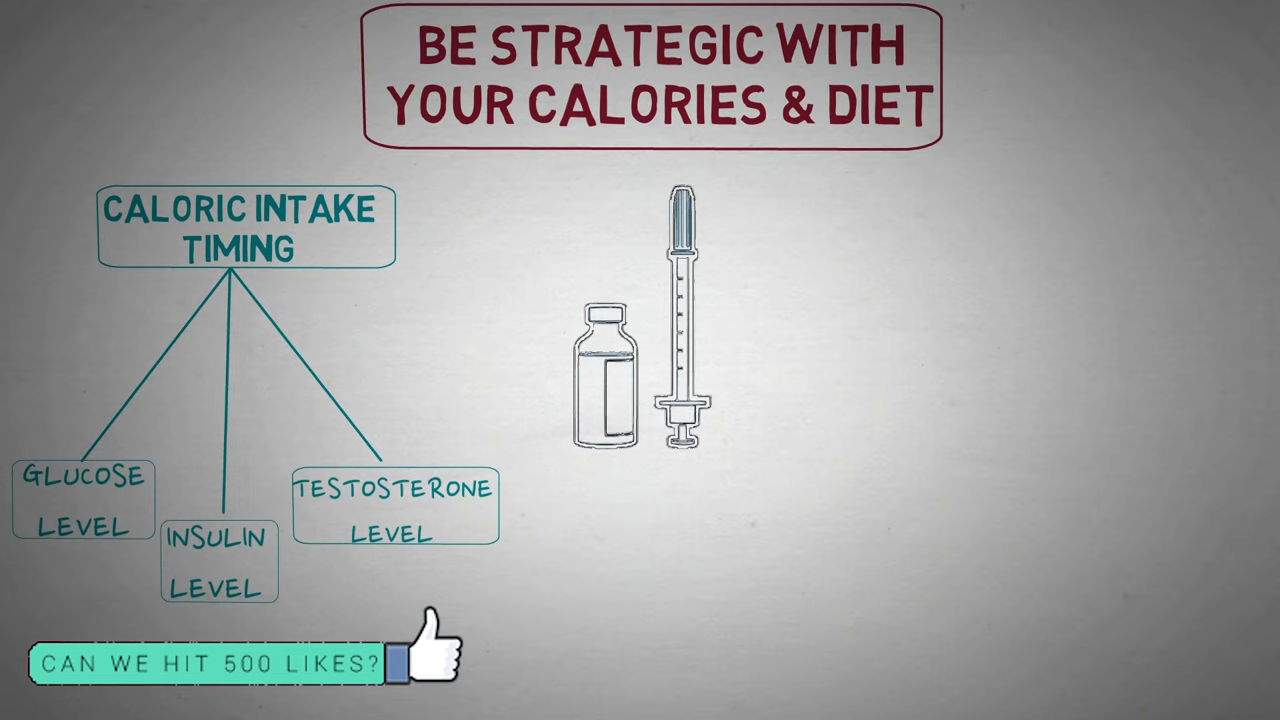 BE STRATEGIC WITH
YOUR CALORIES & DIET
CALORIC INTAKE
TIMING
GLUCOSE
LEVEL
INSULIN
LEVEL
TESTOSTERONE
LEVEL
CAN WE HIT 500 LIKES?